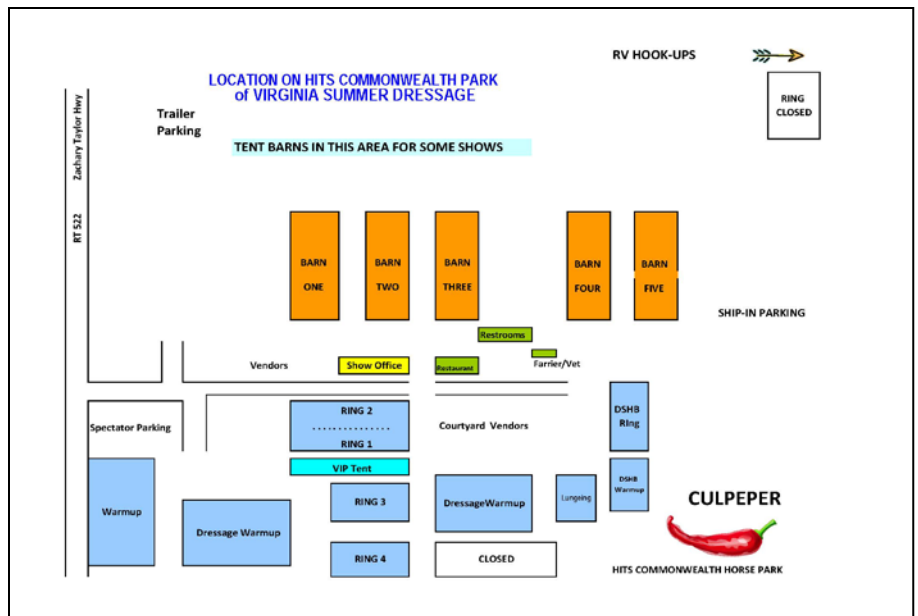 RV HOOK-UPS
LOCATION ON HITS COMMONWEALTH PARK
of VIRGINIA SUMMER DRESSAGE
RING
CLOSED
Trailer
Parking
Zachary Taylor Hwy
RT 522
TENT BARNS IN THIS AREA FOR SOME SHOWS
BARN
ONE
BARN
TWO
BARN
THREE
BARN
FOUR
BARN
FIVE
SHIP-IN PARKING
Restrooms
Vendors
Show Office
Restaurant
Farrier/Vet
Spectator Parking
RING 2
RING 1
Courtyard Vendors
DSHB
RIng
VIP Tent
Warmup
Dressage Warmup
RING 3
DressageWarmup
Lungring
DSHB
Warmup
CULPEPER
RING 4
CLOSED
HITS COMMONWEALTH HORSE PARK